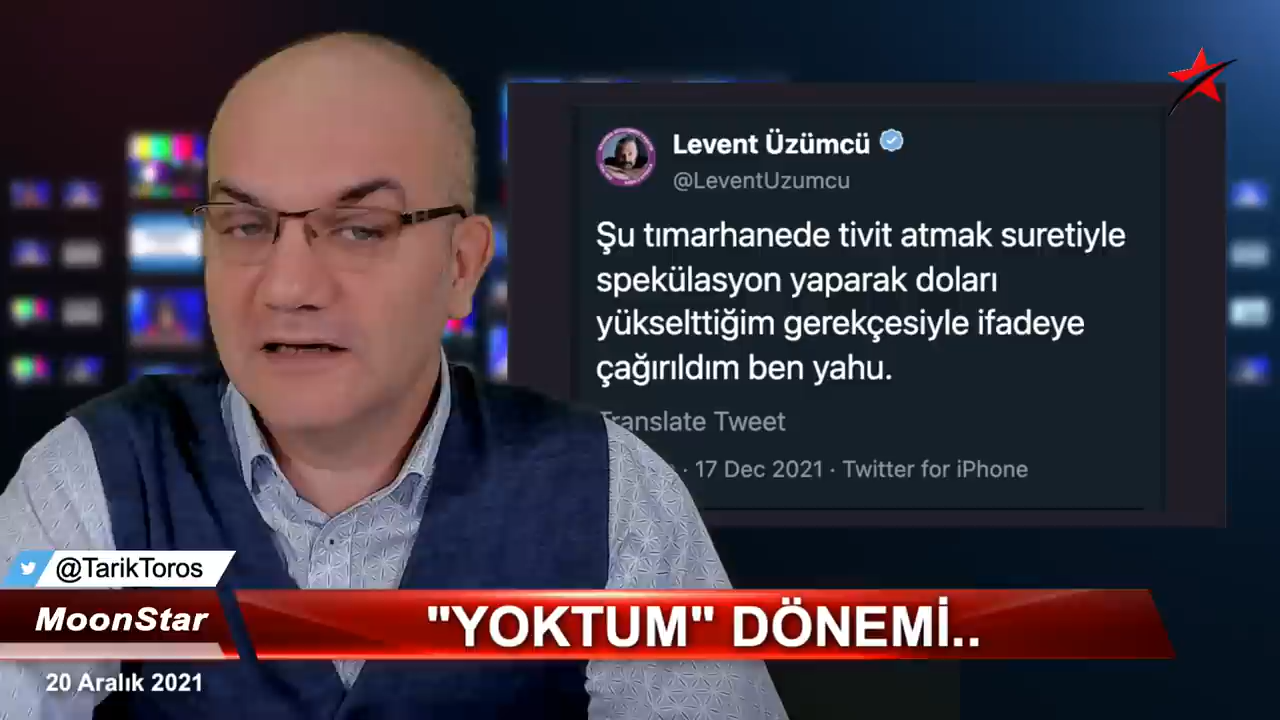 Levent Üzümcü
@LeventUzumcu
Şu tımarhanede tivit atmak suretiyle
spekülasyon yaparak doları
yükselttiğim gerekçesiyle ifadeye
çağırıldım ben yahu.
Translate Tweet
· 17 Dec 2021 · Twitter for iPhone
@TarikToros
MoonStar
"YOKTUM" DÖNEMİ..
20 Aralık 2021